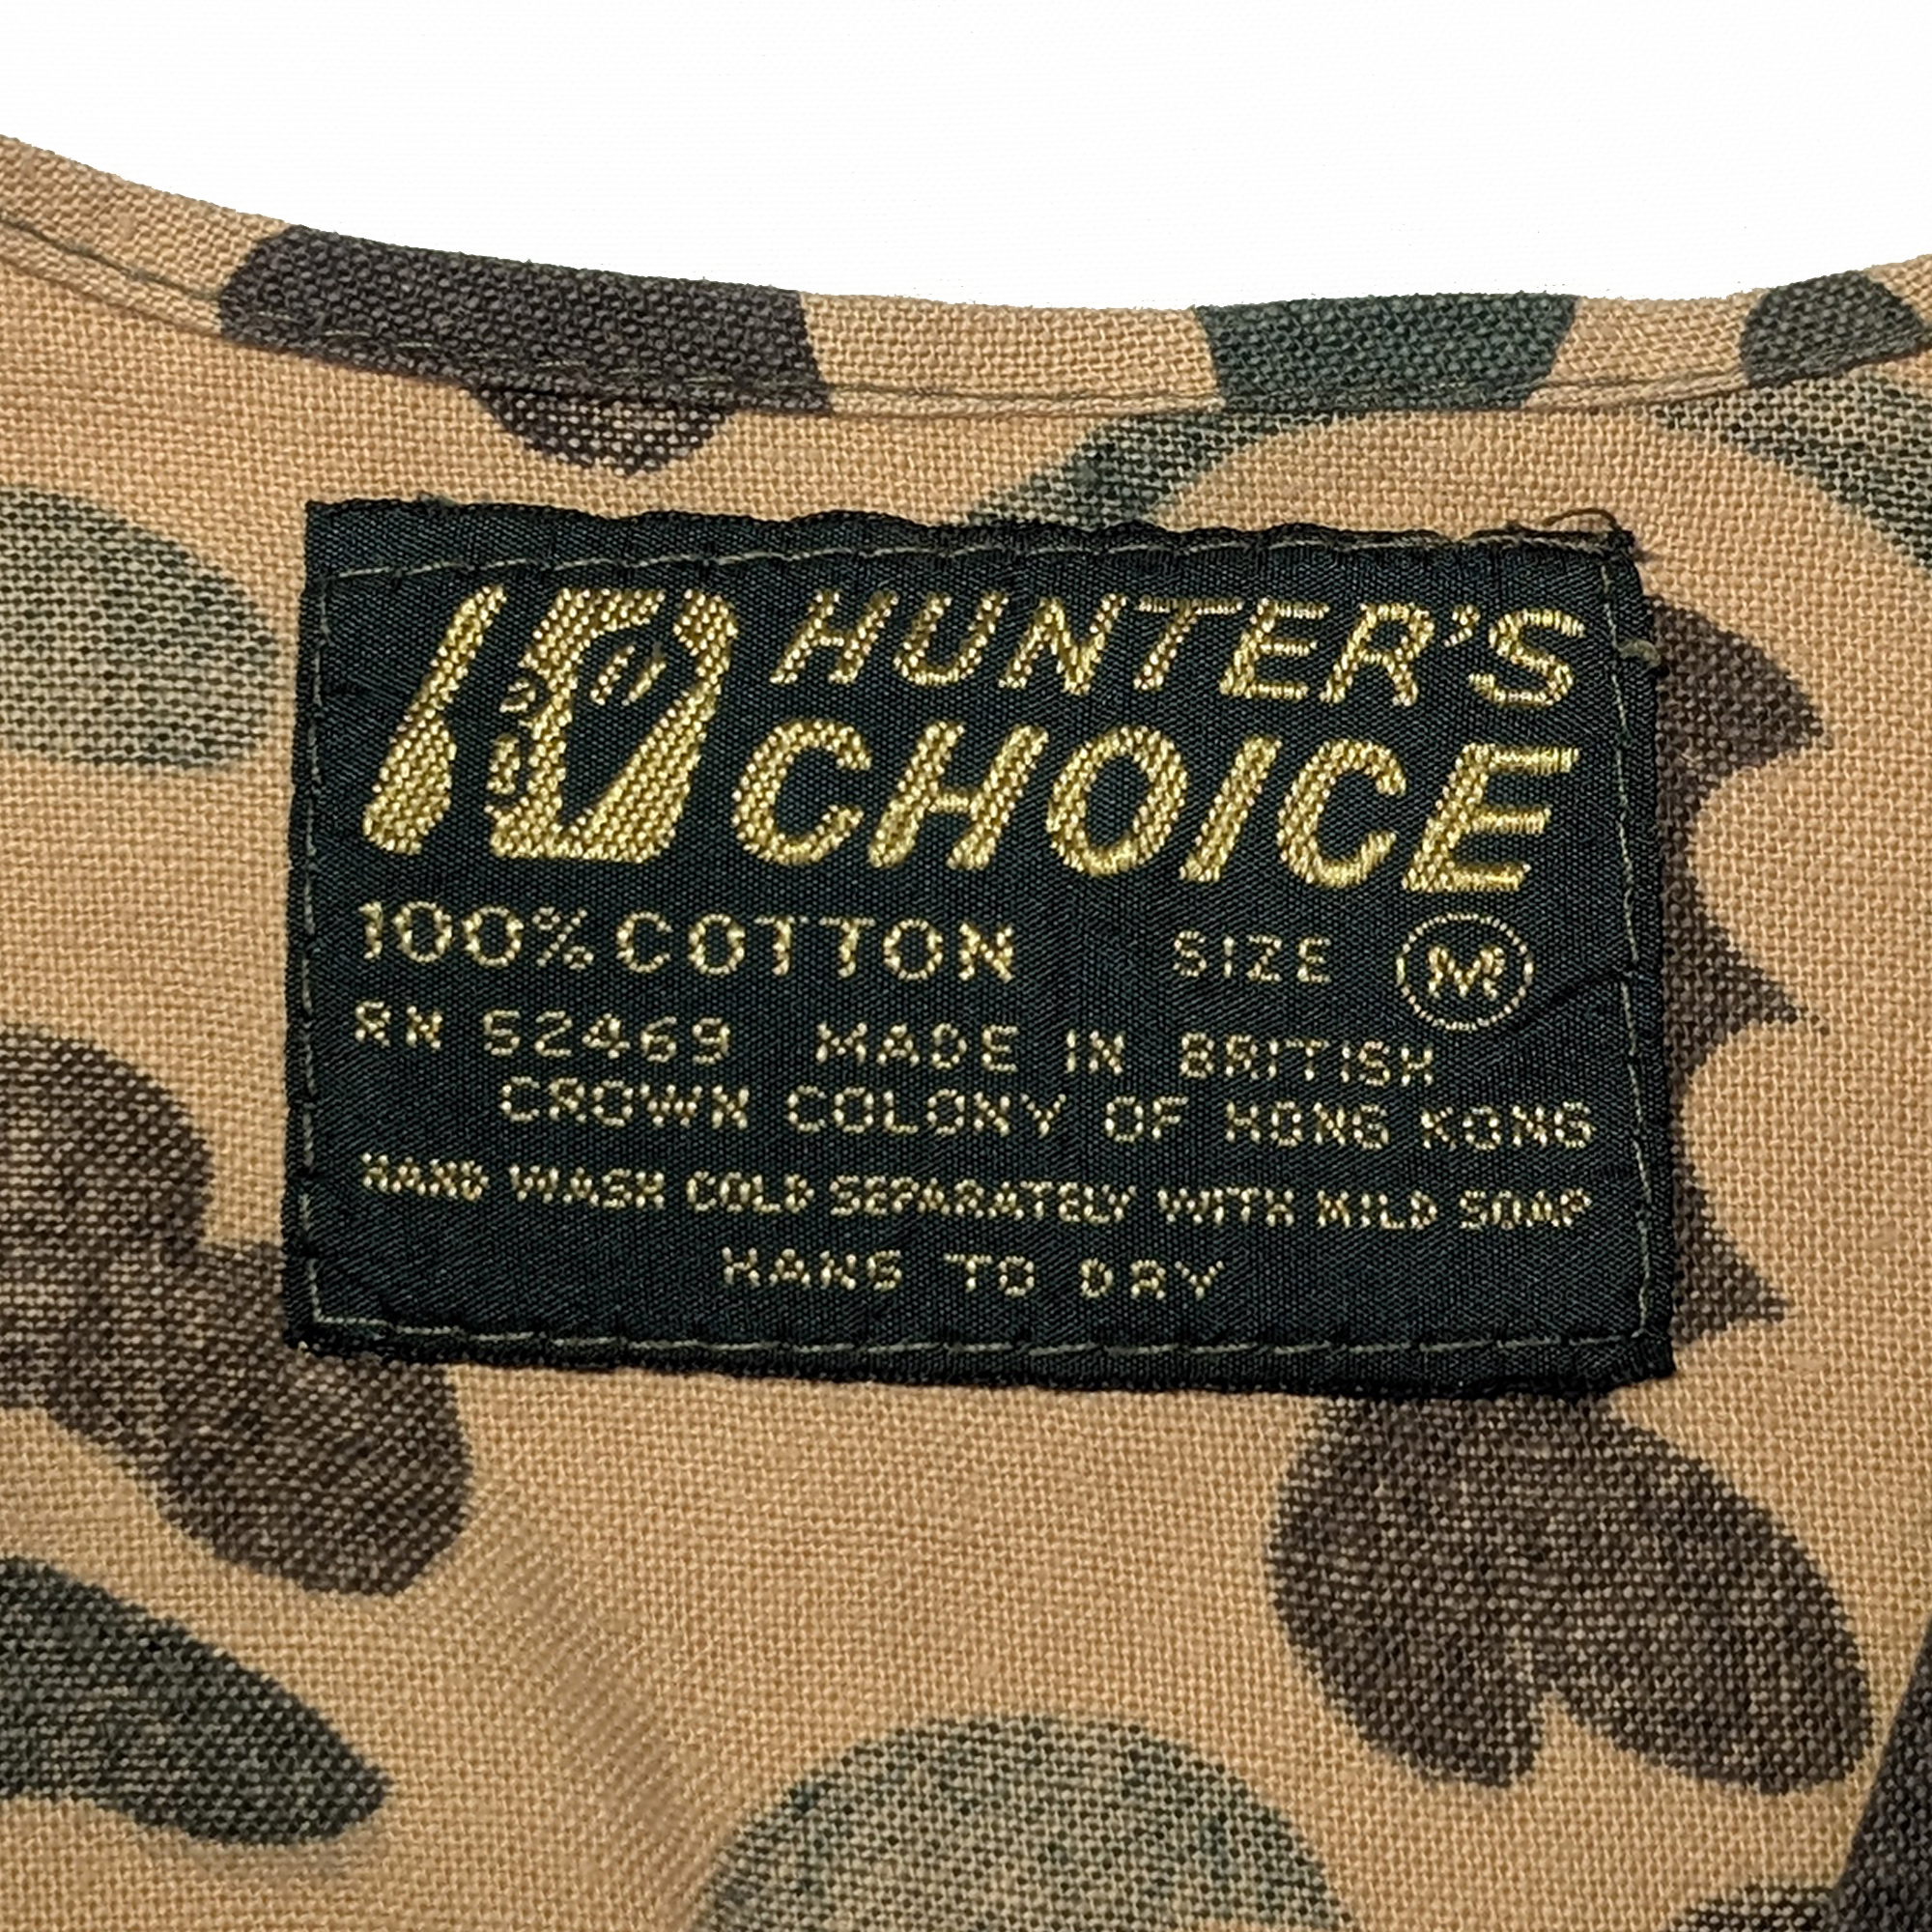 HUNTER'S
CHOICE
100% COTTON SIZE M
RN 52469 MADE IN BRITISH
CROWN COLONY OF HONG KONG
HAND WASH COLD SEPARATELY WITH MILD SOAP
HANG TO DRY